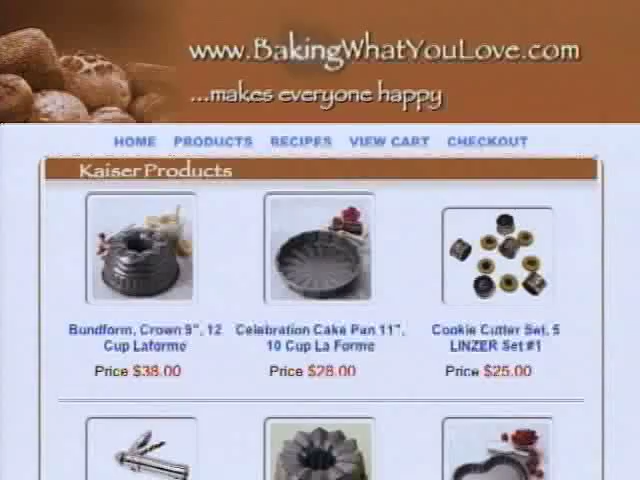 www.BakingWhatYouLove.com
...makes everyone happy
HOME PRODUCTS RECIPES VIEW CART CHECKOUT
Kaiser Products
Bundform, Crown 9", 12
Cup Laforme
Price $38.00
Celebration Cake Pan 11",
10 Cup La Forme
Price $28.00
Cookie Cutter Set, 5
LINZER Set #1
Price $25.00